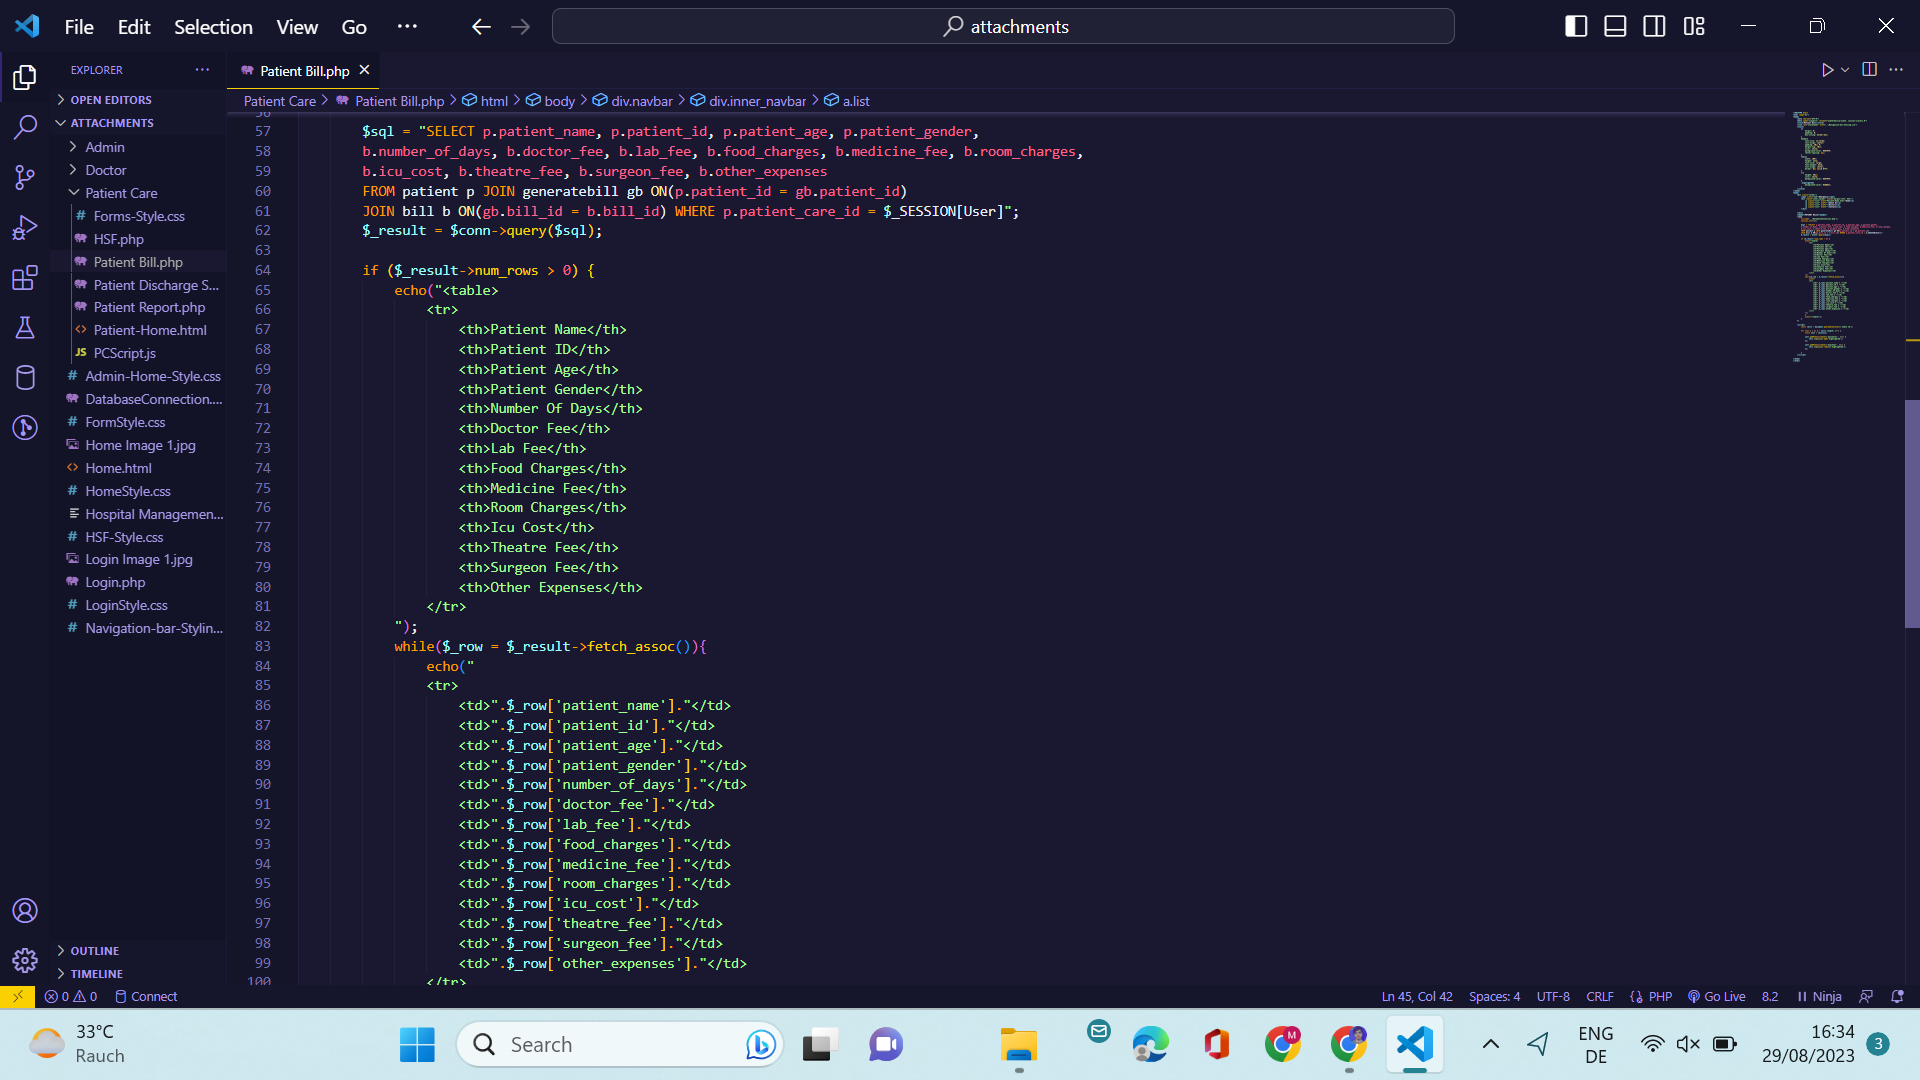 File Edit Selection View Go ··· attachments
EXPLORER ···
OPEN EDITORS
ATTACHMENTS
Admin
Doctor
Patient Care
# Forms-Style.css
HSF.php
Patient Bill.php
Patient Discharge S...
Patient Report.php
<> Patient-Home.html
JS PCScript.js
# Admin-Home-Style.css
DatabaseConnection....
# FormStyle.css
Home Image 1.jpg
<> Home.html
# HomeStyle.css
Hospital Managemen...
# HSF-Style.css
Login Image 1.jpg
Login.php
# LoginStyle.css
# Navigation-bar-Stylin...
OUTLINE
TIMELINE
Patient Bill.php
Patient Care > Patient Bill.php > html > body > div.navbar > div.inner_navbar > a.list
56
57 $sql = "SELECT p.patient_name, p.patient_id, p.patient_age, p.patient_gender,
58 b.number_of_days, b.doctor_fee, b.lab_fee, b.food_charges, b.medicine_fee, b.room_charges,
59 b.icu_cost, b.theatre_fee, b.surgeon_fee, b.other_expenses
60 FROM patient p JOIN generatebill gb ON(p.patient_id = gb.patient_id)
61 JOIN bill b ON(gb.bill_id = b.bill_id) WHERE p.patient_care_id = $_SESSION[User]";
62 $_result = $conn->query($sql);
63
64 if ($_result->num_rows > 0) {
65 echo("<table>
66 <tr>
67 <th>Patient Name</th>
68 <th>Patient ID</th>
69 <th>Patient Age</th>
70 <th>Patient Gender</th>
71 <th>Number Of Days</th>
72 <th>Doctor Fee</th>
73 <th>Lab Fee</th>
74 <th>Food Charges</th>
75 <th>Medicine Fee</th>
76 <th>Room Charges</th>
77 <th>Icu Cost</th>
78 <th>Theatre Fee</th>
79 <th>Surgeon Fee</th>
80 <th>Other Expenses</th>
81 </tr>
82 ");
83 while($_row = $_result->fetch_assoc()){
84 echo("
85 <tr>
86 <td>".$_row['patient_name']."</td>
87 <td>".$_row['patient_id']."</td>
88 <td>".$_row['patient_age']."</td>
89 <td>".$_row['patient_gender']."</td>
90 <td>".$_row['number_of_days']."</td>
91 <td>".$_row['doctor_fee']."</td>
92 <td>".$_row['lab_fee']."</td>
93 <td>".$_row['food_charges']."</td>
94 <td>".$_row['medicine_fee']."</td>
95 <td>".$_row['room_charges']."</td>
96 <td>".$_row['icu_cost']."</td>
97 <td>".$_row['theatre_fee']."</td>
98 <td>".$_row['surgeon_fee']."</td>
99 <td>".$_row['other_expenses']."</td>
100 </tr>
0 0 Connect Ln 45, Col 42 Spaces: 4 UTF-8 CRLF PHP Go Live 8.2 Ninja
33°C
Rauch
Search
M
ENG
DE
16:34
29/08/2023
3